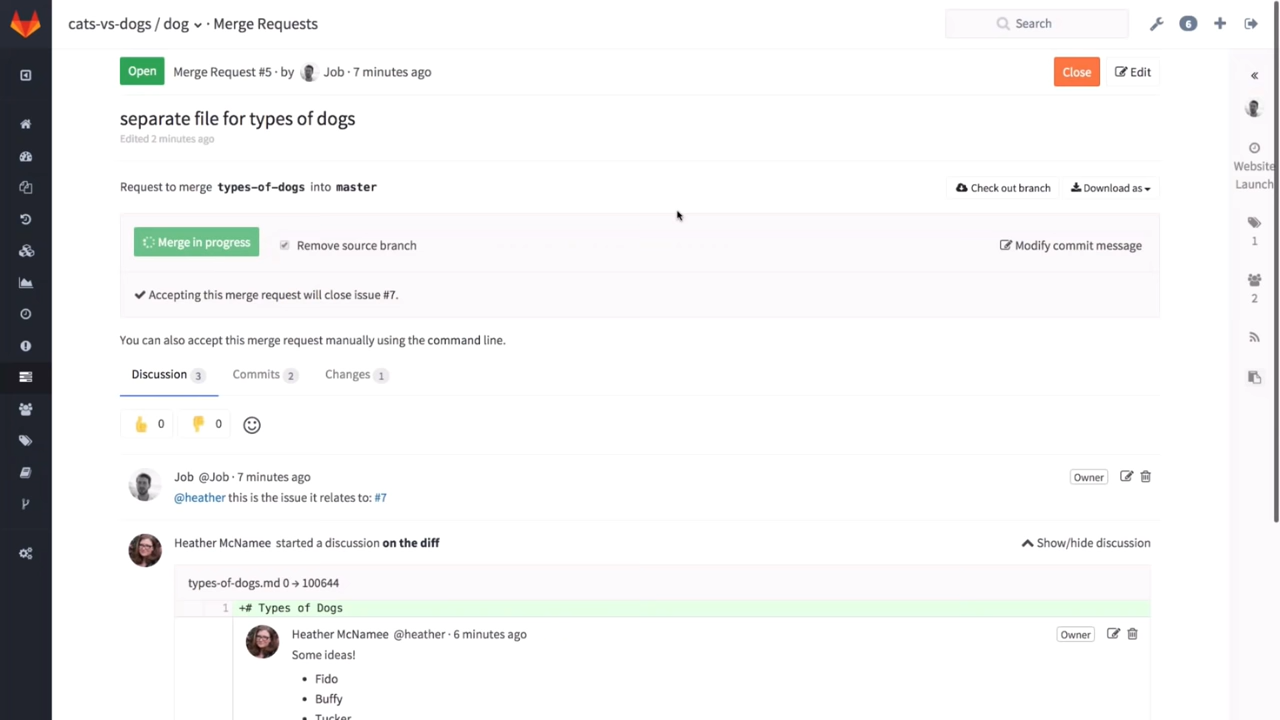 cats-vs-dogs / dog · Merge Requests
Search
6
Open Merge Request #5 · by Job · 7 minutes ago
Close
Edit
separate file for types of dogs
Edited 2 minutes ago
Website
Launch
Request to merge types-of-dogs into master
Check out branch
Download as
1
Merge in progress
Remove source branch
Modify commit message
2
Accepting this merge request will close issue #7.
You can also accept this merge request manually using the command line.
Discussion 3 Commits 2 Changes 1
0 0
Job @Job · 7 minutes ago
Owner
@heather this is the issue it relates to: #7
Heather McNamee started a discussion on the diff
Show/hide discussion
types-of-dogs.md 0 → 100644
1 +# Types of Dogs
Heather McNamee @heather · 6 minutes ago
Owner
Some ideas!
• Fido
• Buffy
Tucker